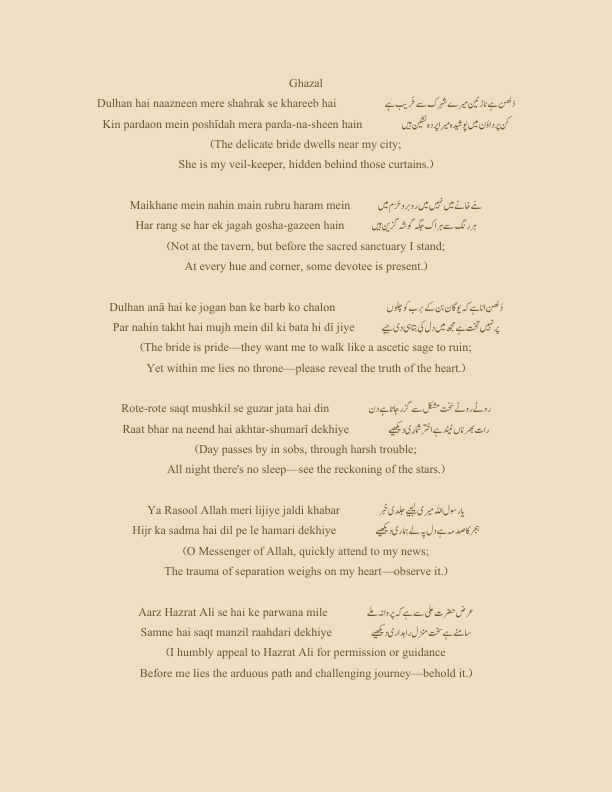 Ghazal
Dulhan hai naazneen mere shahrak se khareeb hai دُلھن ہے نازنین میرے شہرک سے خَریب ہے
Kin pardaon mein poshīdah mera parda-na-sheen hain کن پرداؤں میں پوشیدہ میرا پردہ نشین ہیں
(The delicate bride dwells near my city;
She is my veil-keeper, hidden behind those curtains.)
Maikhane mein nahin main rubru haram mein مَے خانے میں نہیں میں روبرو حَرَم میں
Har rang se har ek jagah gosha-gazeen hain ہر رنگ سے ہر اک جگہ گوشہ گزین ہیں
(Not at the tavern, but before the sacred sanctuary I stand;
At every hue and corner, some devotee is present.)
Dulhan anā hai ke jogan ban ke barb ko chalon دُلھن انا ہے کہ یوگان بن کے برب کو چلوں
Par nahin takht hai mujh mein dil ki bata hi dī jiye پر نہیں تخت ہے مجھ میں دل کی بتا ہی دی جیے
(The bride is pride—they want me to walk like a ascetic sage to ruin;
Yet within me lies no throne—please reveal the truth of the heart.)
Rote-rote saqt mushkil se guzar jata hai din روتے روتے سَخْت مشکل سے گزر جاتا ہے دن
Raat bhar na neend hai akhtar-shumarī dekhiye رات بھر ناں نیند ہے اختر شماری دیکھیے
(Day passes by in sobs, through harsh trouble;
All night there's no sleep—see the reckoning of the stars.)
Ya Rasool Allah meri lijiye jaldi khabar یا رسول اللہ میری لیجیے جلدی خبر
Hijr ka sadma hai dil pe le hamari dekhiye ہجر کا صدمہ ہے دل پہ لے ہماری دیکھیے
(O Messenger of Allah, quickly attend to my news;
The trauma of separation weighs on my heart—observe it.)
Aarz Hazrat Ali se hai ke parwana mile عرض حضرت علی سے ہے کہ پروانہ ملے
Samne hai saqt manzil raahdari dekhiye سامنے ہے سخت منزل راہداری دیکھیے
(I humbly appeal to Hazrat Ali for permission or guidance
Before me lies the arduous path and challenging journey—behold it.)